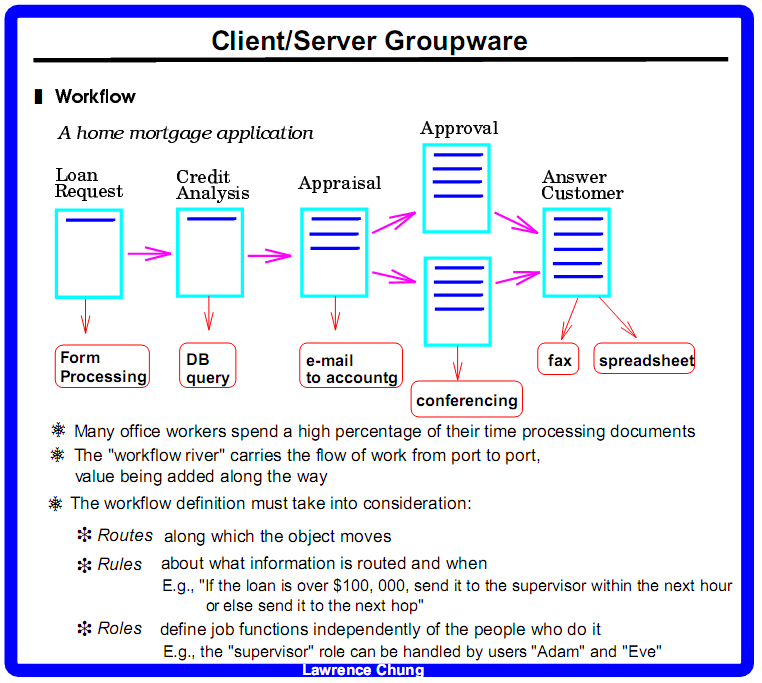 Client/Server Groupware
Workflow
A home mortgage application
Loan
Request
Credit
Analysis
Appraisal
Approval
Answer
Customer
Form
Processing
DB
query
e-mail
to accountg
conferencing
fax
spreadsheet
Many office workers spend a high percentage of their time processing documents
The "workflow river" carries the flow of work from port to port,
value being added along the way
The workflow definition must take into consideration:
Routes along which the object moves
Rules about what information is routed and when
E.g., "If the loan is over $100, 000, send it to the supervisor within the next hour
or else send it to the next hop"
Roles define job functions independently of the people who do it
E.g., the "supervisor" role can be handled by users "Adam" and "Eve"
Lawrence Chung